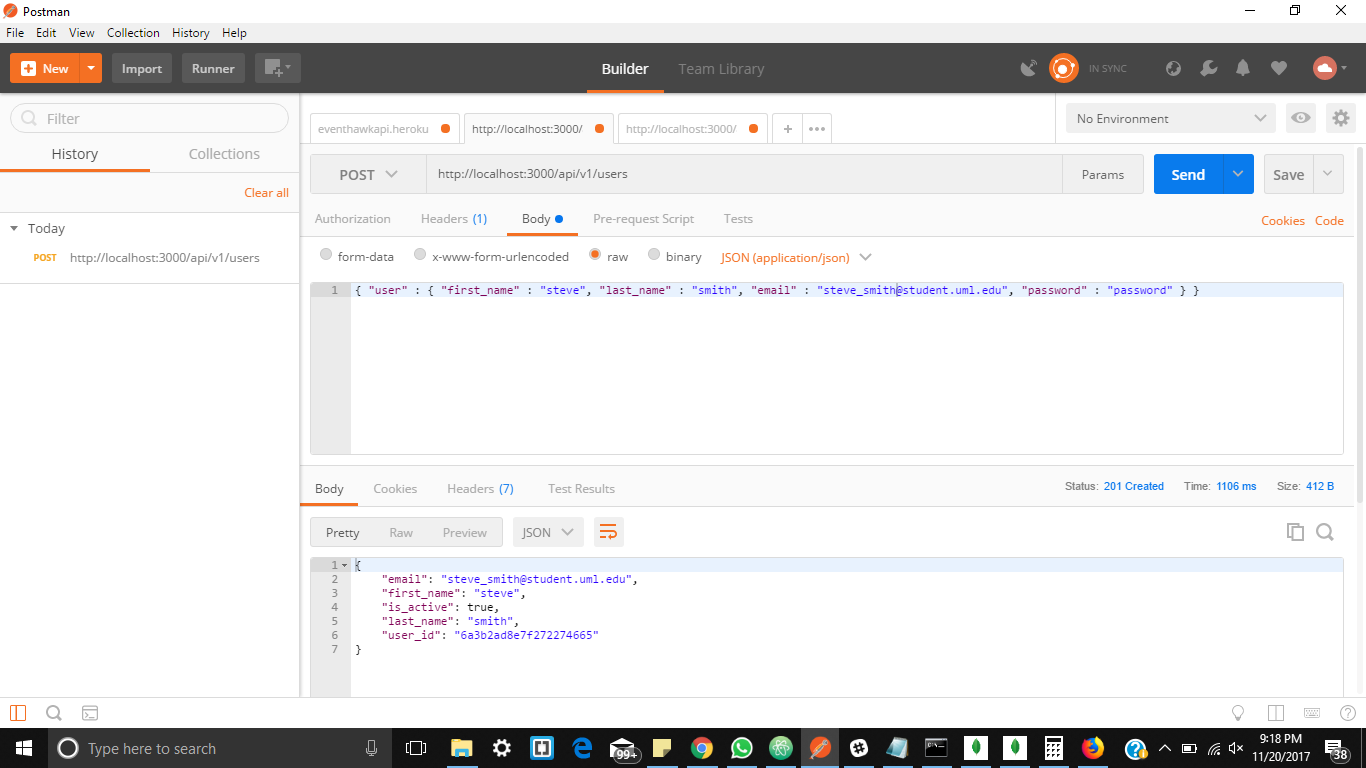 Postman
File Edit View Collection History Help
New Import Runner Builder Team Library IN SYNC
Filter
History Collections
Clear all
Today
POST http://localhost:3000/api/v1/users
eventhawkapi.heroku http://localhost:3000/ http://localhost:3000/ + ••• No Environment
POST http://localhost:3000/api/v1/users Params Send Save
Authorization Headers (1) Body Pre-request Script Tests Cookies Code
form-data x-www-form-urlencoded raw binary JSON (application/json)
1 { "user" : { "first_name" : "steve", "last_name" : "smith", "email" : "steve_smith@student.uml.edu", "password" : "password" } }
Body Cookies Headers (7) Test Results Status: 201 Created Time: 1106 ms Size: 412 B
Pretty Raw Preview JSON
1 {
2 "email": "steve_smith@student.uml.edu",
3 "first_name": "steve",
4 "is_active": true,
5 "last_name": "smith",
6 "user_id": "6a3b2ad8e7f272274665"
7 }
Type here to search 99+ 9:18 PM
11/20/2017 38